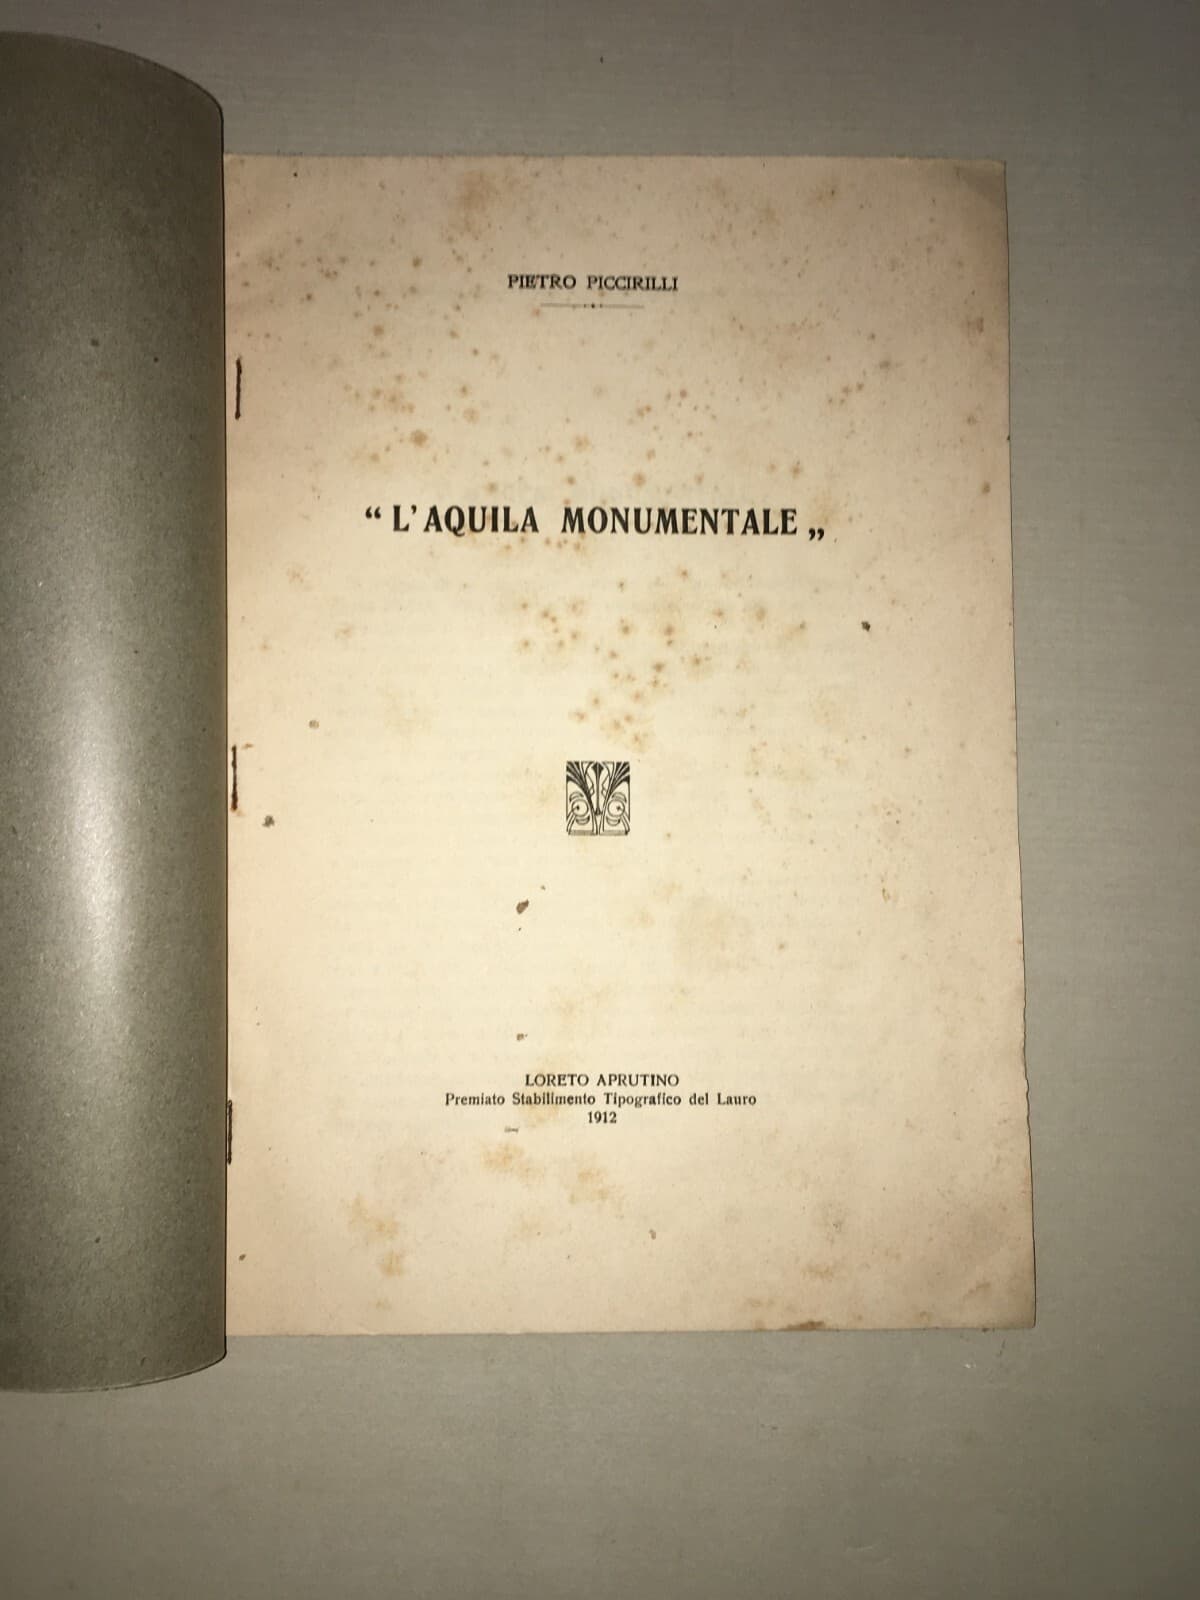 PIETRO PICCIRILLI
“ L'AQUILA MONUMENTALE „
LORETO APRUTINO
Premiato Stabilimento Tipografico del Lauro
1912